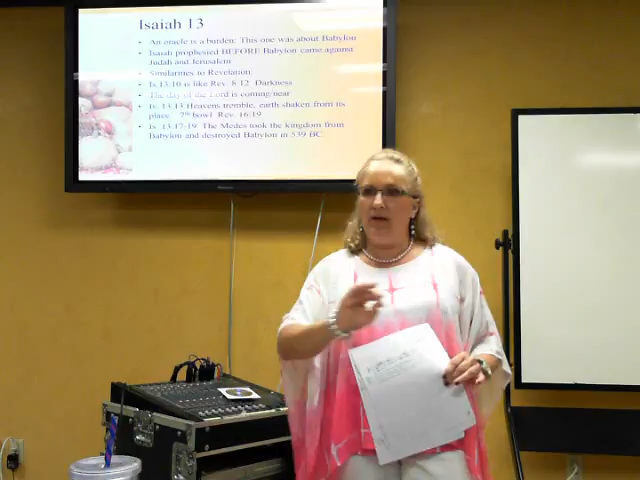 Isaiah 13
• An oracle is a burden: This one was about Babylon
• Isaiah prophesied BEFORE Babylon came against
Judah and Jerusalem
• Similarities to Revelation:
• Is.13:10 is like Rev. 8:12 Darkness
• The day of the Lord is coming/near
• Is. 13:13 Heavens tremble, earth shaken from its
place 7th bowl Rev. 16:19
• Is. 13:17-19 The Medes took the kingdom from
Babylon and destroyed Babylon in 539 BC.